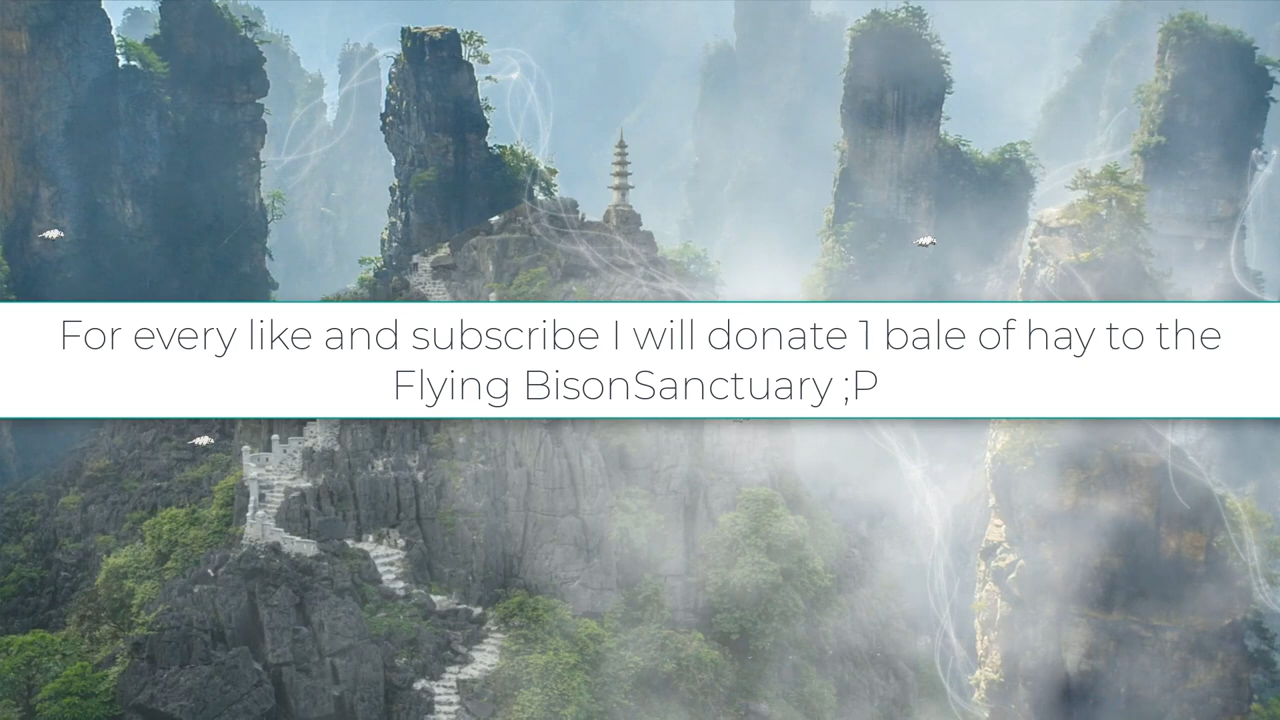 For every like and subscribe I will donate 1 bale of hay to the
Flying BisonSanctuary ;P